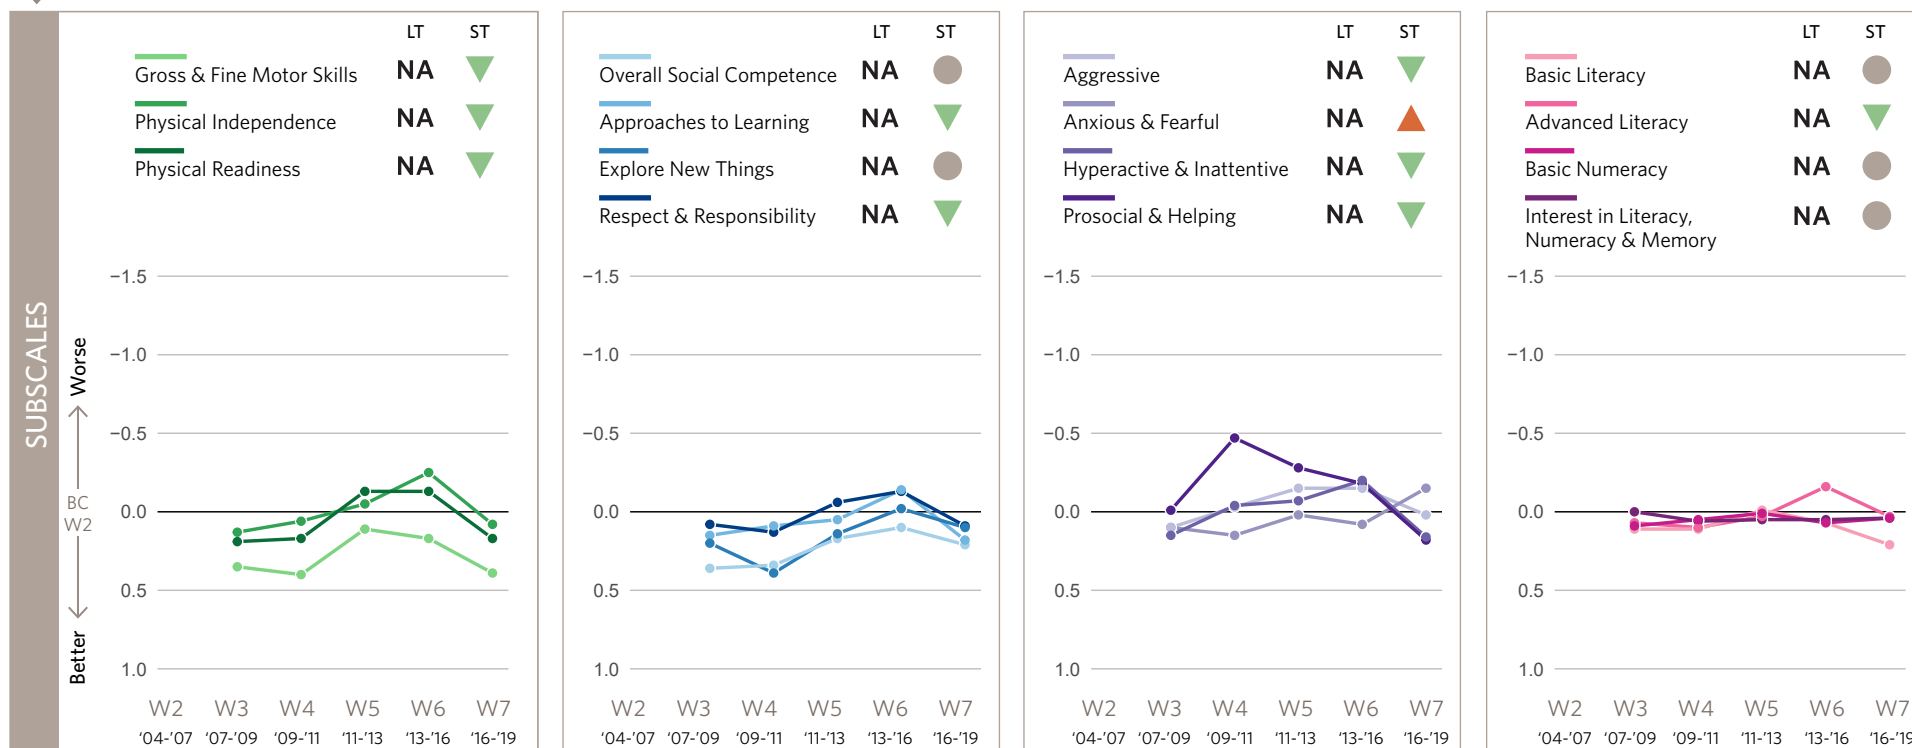 SUBSCALES
Worse
BC
W2
Better
LT ST
Gross & Fine Motor Skills NA
Physical Independence NA
Physical Readiness NA
−1.5
−1.0
−0.5
0.0
0.5
1.0
W2 W3 W4 W5 W6 W7
‘04-’07 ‘07-’09 ‘09-’11 ‘11-’13 ‘13-’16 ‘16-’19
LT ST
Overall Social Competence NA
Approaches to Learning NA
Explore New Things NA
Respect & Responsibility NA
−1.5
−1.0
−0.5
0.0
0.5
1.0
W2 W3 W4 W5 W6 W7
‘04-’07 ‘07-’09 ‘09-’11 ‘11-’13 ‘13-’16 ‘16-’19
LT ST
Aggressive NA
Anxious & Fearful NA
Hyperactive & Inattentive NA
Prosocial & Helping NA
−1.5
−1.0
−0.5
0.0
0.5
1.0
W2 W3 W4 W5 W6 W7
‘04-’07 ‘07-’09 ‘09-’11 ‘11-’13 ‘13-’16 ‘16-’19
LT ST
Basic Literacy NA
Advanced Literacy NA
Basic Numeracy NA
Interest in Literacy, NA
Numeracy & Memory
−1.5
−1.0
−0.5
0.0
0.5
1.0
W2 W3 W4 W5 W6 W7
‘04-’07 ‘07-’09 ‘09-’11 ‘11-’13 ‘13-’16 ‘16-’19